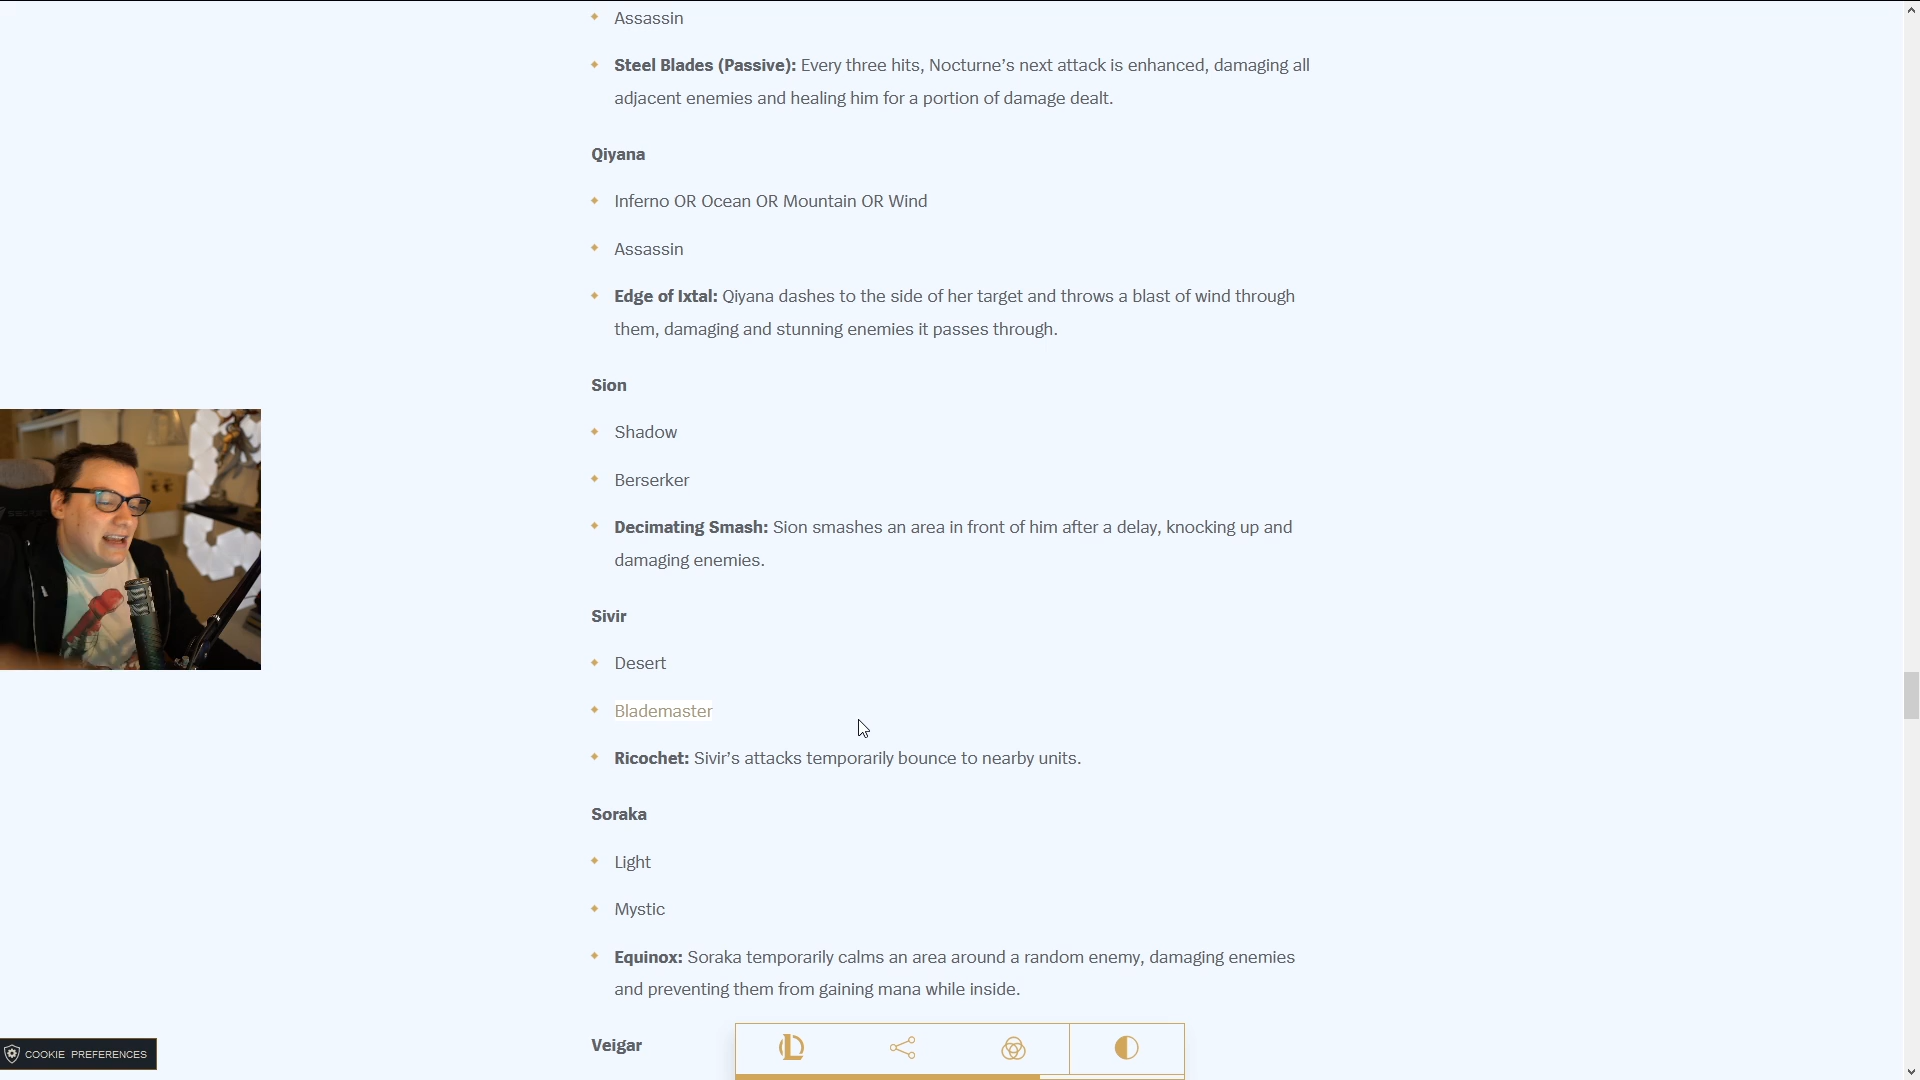 Assassin
Steel Blades (Passive): Every three hits, Nocturne's next attack is enhanced, damaging all
adjacent enemies and healing him for a portion of damage dealt.
Qiyana
Inferno OR Ocean OR Mountain OR Wind
Assassin
Edge of Ixtal: Qiyana dashes to the side of her target and throws a blast of wind through
them, damaging and stunning enemies it passes through.
Sion
Shadow
Berserker
Decimating Smash: Sion smashes an area in front of him after a delay, knocking up and
damaging enemies.
Sivir
Desert
Blademaster
Ricochet: Sivir's attacks temporarily bounce to nearby units.
Soraka
Light
Mystic
Equinox: Soraka temporarily calms an area around a random enemy, damaging enemies
and preventing them from gaining mana while inside.
Veigar
COOKIE PREFERENCES